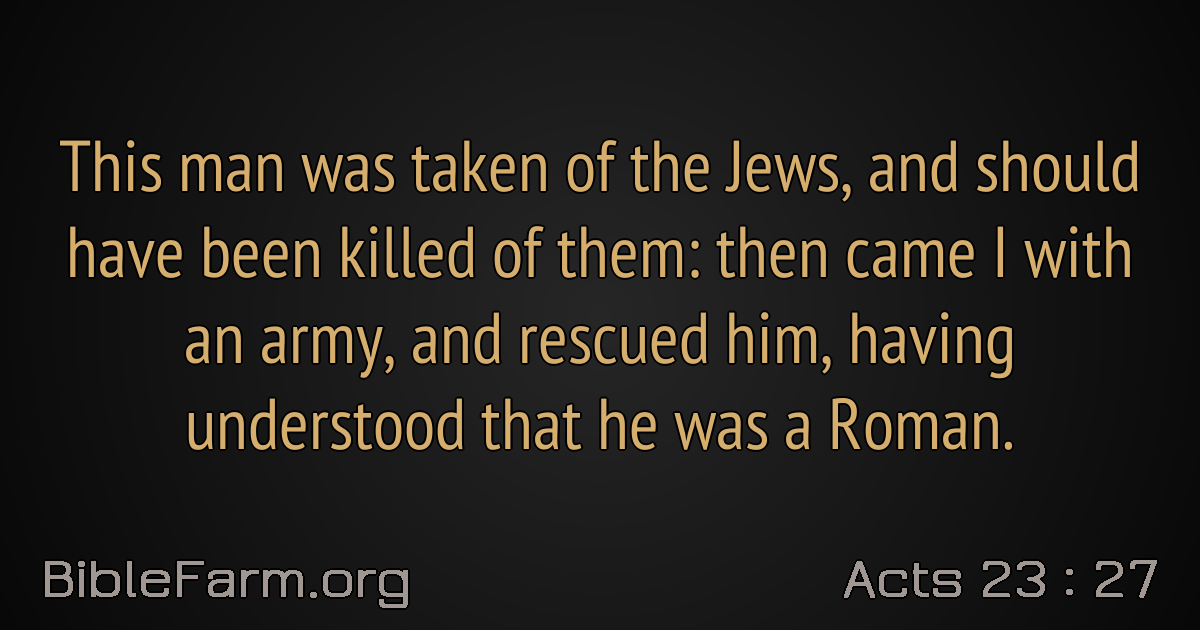 This man was taken of the Jews, and should
have been killed of them: then came I with
an army, and rescued him, having
understood that he was a Roman.
BibleFarm.org
Acts 23 : 27